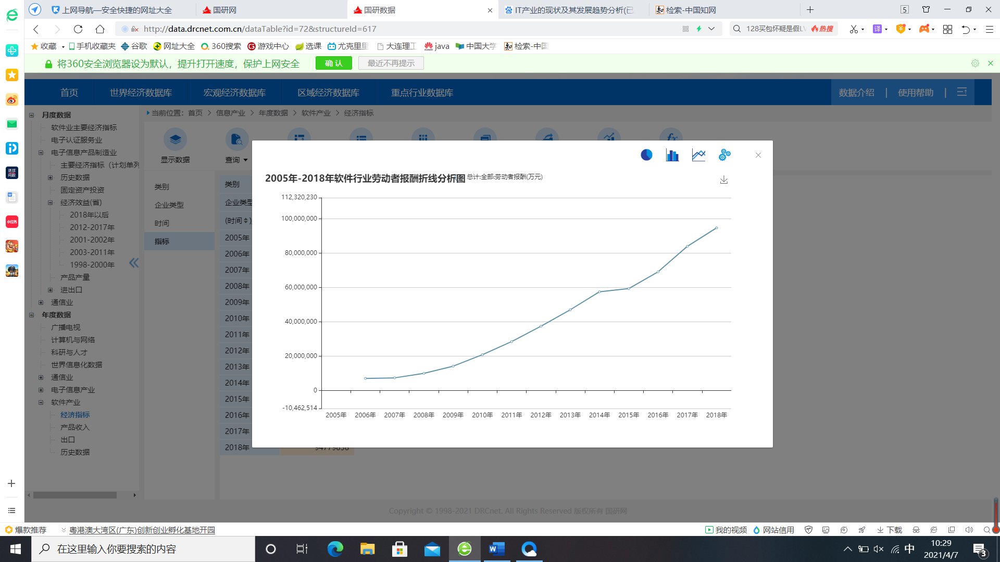 上网导航—安全快捷的网址大全
国研网
国研数据
IT产业的现状及其发展趋势分析(已
检索-中国知网
5
http://data.drcnet.com.cn/dataTable?id=72&structureId=617
128买包怀疑是假LV
热搜
译
收藏
手机收藏夹
谷歌
网址大全
360搜索
游戏中心
选课
尤克里里
大连理工
java
中国大学
检索-中国
将360安全浏览器设为默认，提升打开速度，保护上网安全
确 认
最近不再提示
首页
世界经济数据库
宏观经济数据库
区域经济数据库
重点行业数据库
数据介绍 |
使用帮助 |
当前位置： 首页 > 信息产业 > 年度数据 > 软件产业 > 经济指标
月度数据
软件业主要经济指标
电子认证服务业
电子信息产品制造业
主要经济指标（计划单列
历史数据
固定资产投资
经济效益(省)
2018年以后
2012-2017年
2001-2002年
2003-2011年
1998-2000年
产品产量
进出口
通信业
年度数据
广播电视
计算机与网络
科研与人才
世界信息化数据
通信业
电子信息产业
软件产业
经济指标
产品收入
出口
历史数据
显示数据
查询
fx
类别
企业类型
时间
指标
类别
企业类型
(时间
2005年
2006年
2007年
2008年
2009年
2010年
2011年
2012年
2013年
2014年
2015年
2016年
2017年
2018年
94779838
2005年-2018年软件行业劳动者报酬折线分析图 总计:全部:劳动者报酬(万元)
112,320,230
100,000,000
80,000,000
60,000,000
40,000,000
20,000,000
0
-10,462,514
2005年 2006年 2007年 2008年 2009年 2010年 2011年 2012年 2013年 2014年 2015年 2016年 2017年 2018年
Copyright © 1998-2021 DRCnet. All Rights Reserved 版权所有 国研网
爆款推荐
粤港澳大湾区(广东)创新创业孵化基地开园
我的视频
网站信用
下载
在这里输入你要搜索的内容
中
10:29
2021/4/7
3